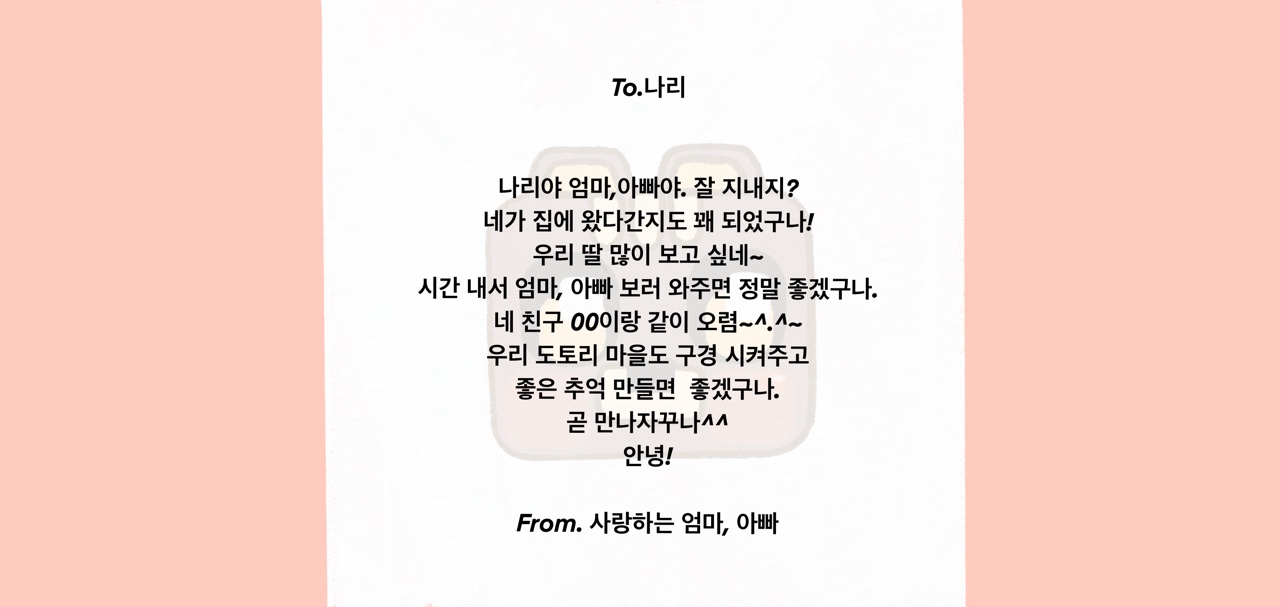 To.나리
나리야 엄마,아빠야. 잘 지내지?
네가 집에 왔다간지도 꽤 되었구나!
우리 딸 많이 보고 싶네~
시간 내서 엄마, 아빠 보러 와주면 정말 좋겠구나.
네 친구 00이랑 같이 오렴~^.^~
우리 도토리 마을도 구경 시켜주고
좋은 추억 만들면  좋겠구나.
곧 만나자꾸나^^
안녕!
From. 사랑하는 엄마, 아빠